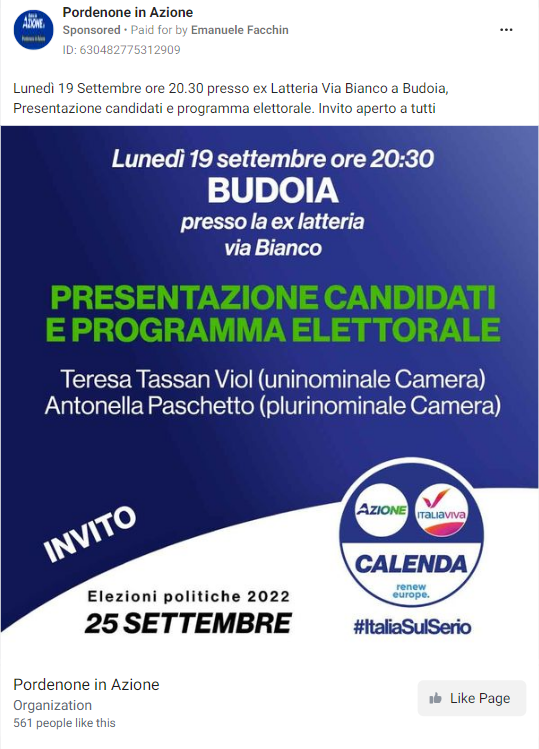 Pordenone in Azione
Sponsored • Paid for by Emanuele Facchin
ID: 630482775312909
Lunedì 19 Settembre ore 20.30 presso ex Latteria Via Bianco a Budoia,
Presentazione candidati e programma elettorale. Invito aperto a tutti
Lunedì 19 settembre ore 20:30
BUDOIA
presso la ex latteria
via Bianco
PRESENTAZIONE CANDIDATI
E PROGRAMMA ELETTORALE
Teresa Tassan Viol (uninominale Camera)
Antonella Paschetto (plurinominale Camera)
INVITO
AZIONE
ITALIAVIVA
CALENDA
renew
europe.
Elezioni politiche 2022
25 SETTEMBRE
#ItaliaSulSerio
Pordenone in Azione
Organization
561 people like this
Like Page